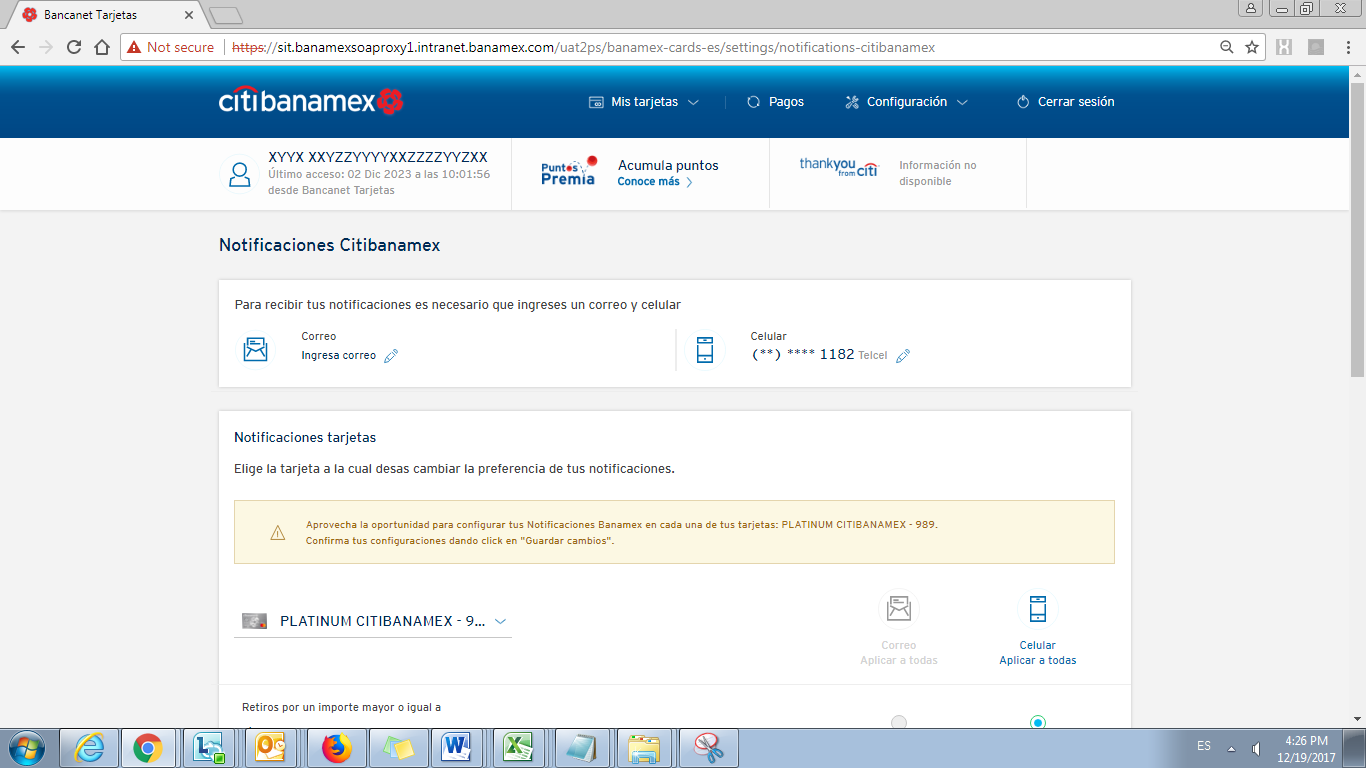 Bancanet Tarjetas
Not secure https://sit.banamexsoaproxy1.intranet.banamex.com/uat2ps/banamex-cards-es/settings/notifications-citibanamex
citibanamex
Mis tarjetas
Pagos
Configuración
Cerrar sesión
XYYX XXYZZYYYYXXZZZZYYZXX
Último acceso: 02 Dic 2023 a las 10:01:56
desde Bancanet Tarjetas
Puntos
Premia
Acumula puntos
Conoce más
thankyou
from citi
Información no
disponible
Notificaciones Citibanamex
Para recibir tus notificaciones es necesario que ingreses un correo y celular
Correo
Ingresa correo
Celular
(**) **** 1182 Telcel
Notificaciones tarjetas
Elige la tarjeta a la cual desas cambiar la preferencia de tus notificaciones.
Aprovecha la oportunidad para configurar tus Notificaciones Banamex en cada una de tus tarjetas: PLATINUM CITIBANAMEX - 989.
Confirma tus configuraciones dando click en "Guardar cambios".
PLATINUM CITIBANAMEX - 9...
Correo
Aplicar a todas
Celular
Aplicar a todas
Retiros por un importe mayor o igual a
ES
4:26 PM
12/19/2017